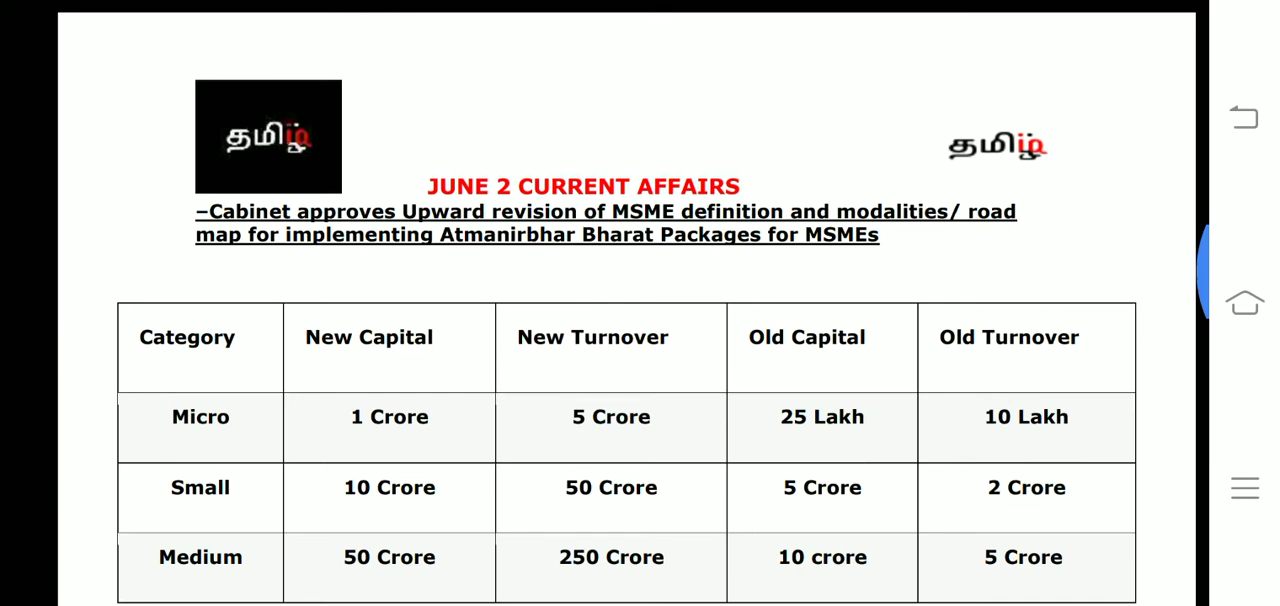 தமிழ்
தமிழ்
JUNE 2 CURRENT AFFAIRS
–Cabinet approves Upward revision of MSME definition and modalities/ road
map for implementing Atmanirbhar Bharat Packages for MSMEs
Category New Capital New Turnover Old Capital Old Turnover
Micro 1 Crore 5 Crore 25 Lakh 10 Lakh
Small 10 Crore 50 Crore 5 Crore 2 Crore
Medium 50 Crore 250 Crore 10 crore 5 Crore